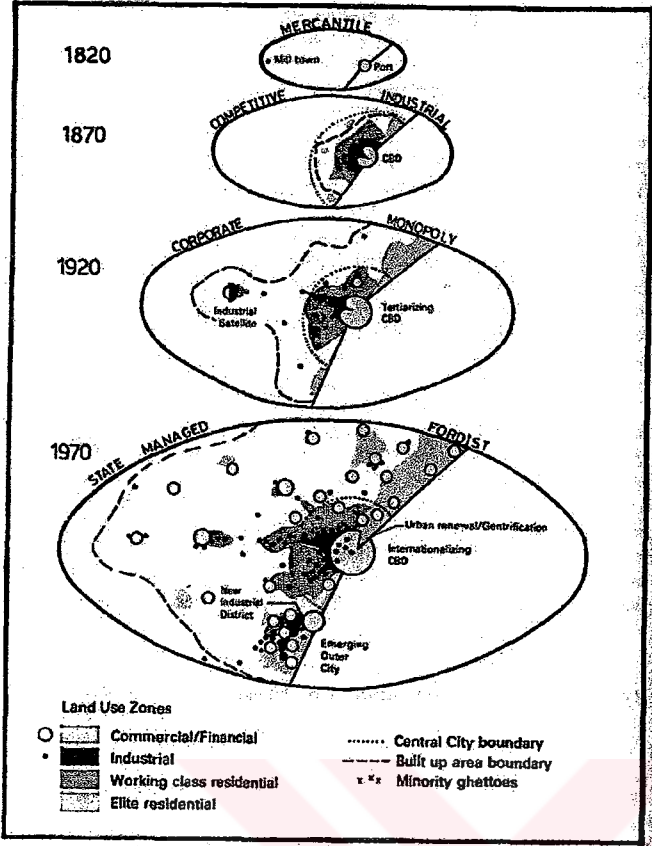 MERCANTILE
1820
Mill town
Port
COMPETITIVE INDUSTRIAL
1870
CBD
CORPORATE MONOPOLY
1920
Industrial
Satellite
Tertiarizing
CBD
STATE MANAGED FORDIST
1970
Urban renewal/Gentrification
Internationalizing
CBD
New
Industrial
District
Emerging
Outer
City
Land Use Zones
Commercial/Financial
Industrial
Working class residential
Elite residential
Central City boundary
Built up area boundary
Minority ghettoes